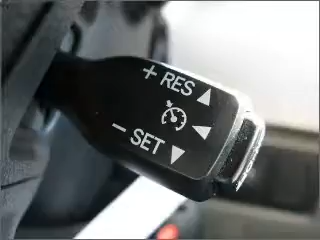 + RES
− SET